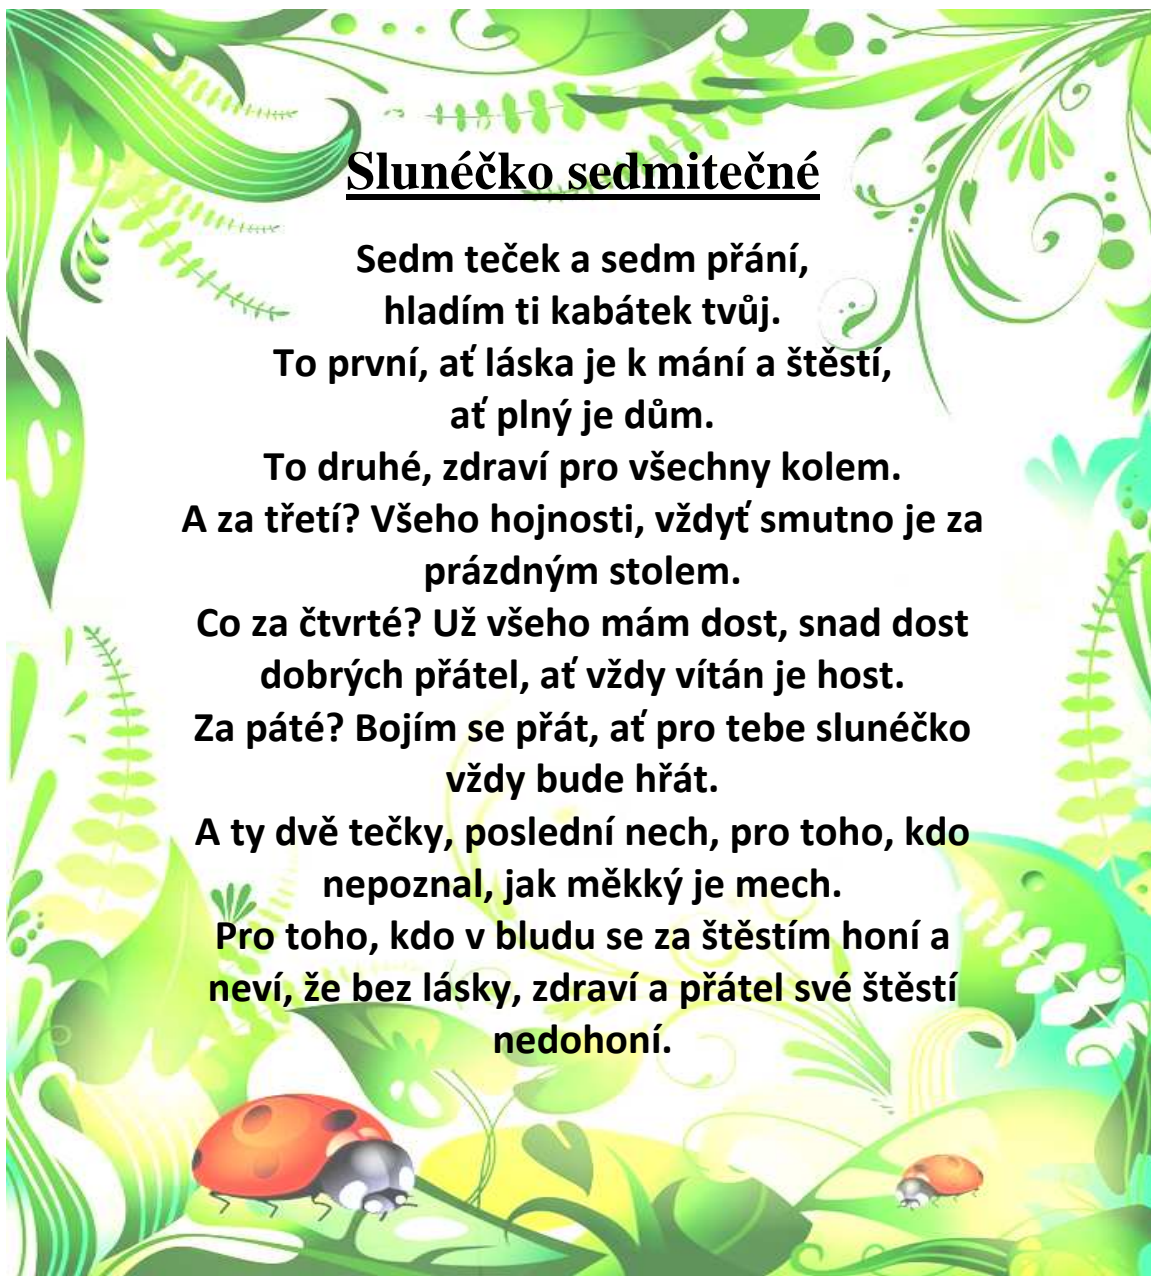 Slunéčko sedmitečné
Sedm teček a sedm přání,
hladím ti kabátek tvůj.
To první, ať láska je k mání a štěstí,
ať plný je dům.
To druhé, zdraví pro všechny kolem.
A za třetí? Všeho hojnosti, vždyť smutno je za
prázdným stolem.
Co za čtvrté? Už všeho mám dost, snad dost
dobrých přátel, ať vždy vítán je host.
Za páté? Bojím se přát, ať pro tebe slunéčko
vždy bude hřát.
A ty dvě tečky, poslední nech, pro toho, kdo
nepoznal, jak měkký je mech.
Pro toho, kdo v bludu se za štěstím honí a
neví, že bez lásky, zdraví a přátel své štěstí
nedohoní.